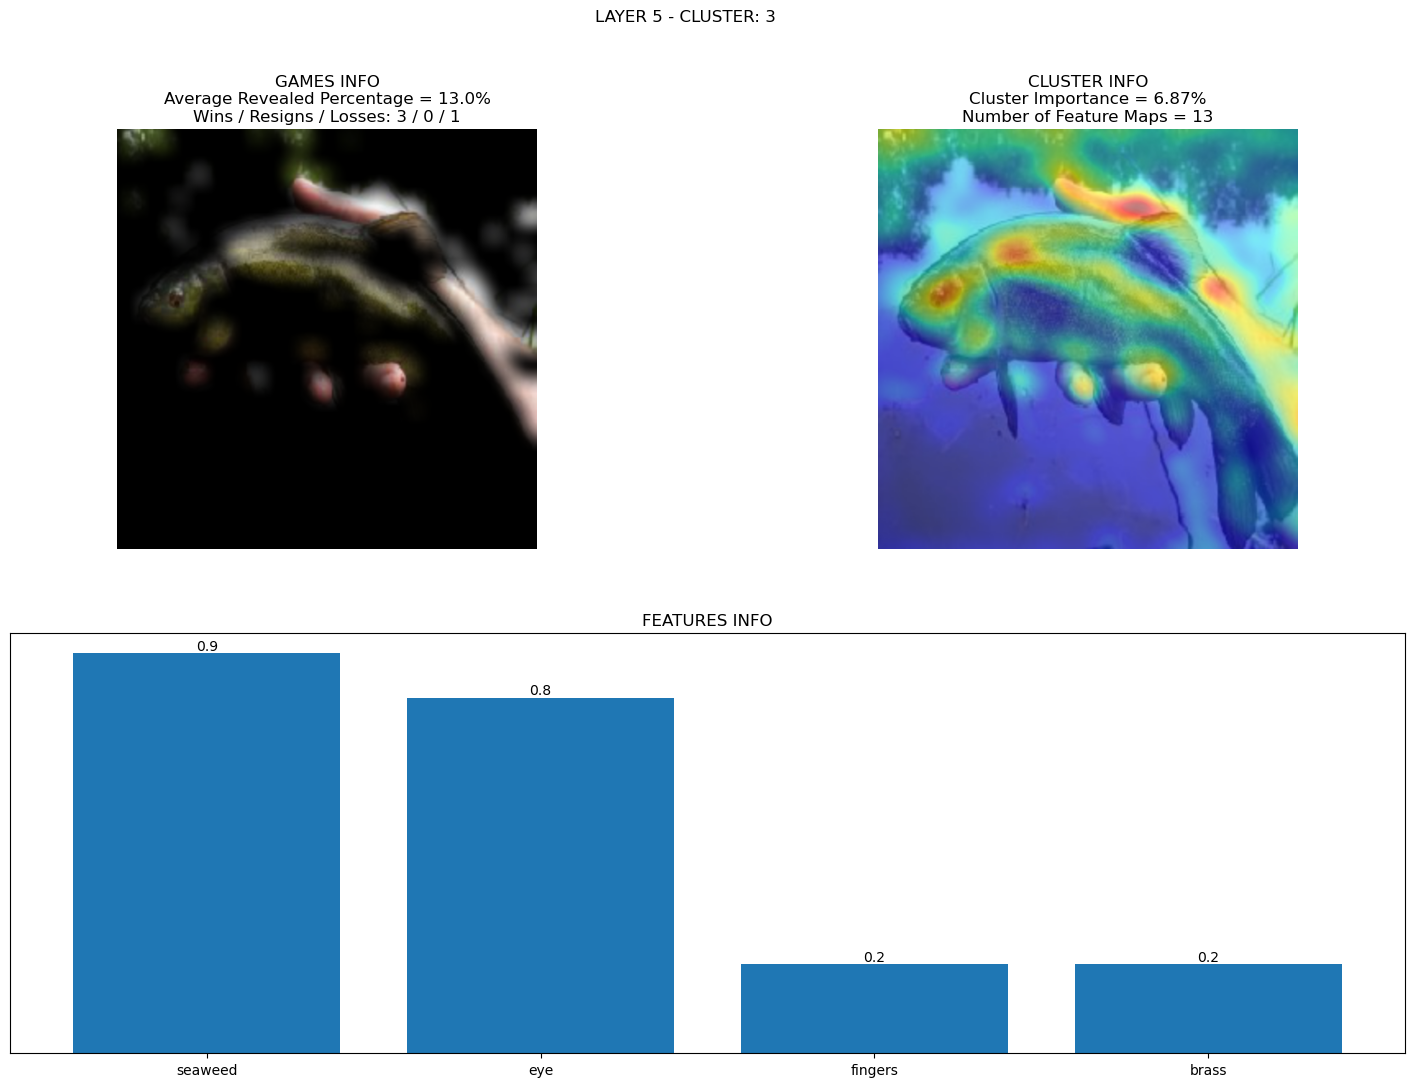 LAYER 5 - CLUSTER: 3
GAMES INFO
Average Revealed Percentage = 13.0%
Wins / Resigns / Losses: 3 / 0 / 1
CLUSTER INFO
Cluster Importance = 6.87%
Number of Feature Maps = 13
FEATURES INFO
0.9
0.8
0.2
0.2
seaweed
eye
fingers
brass